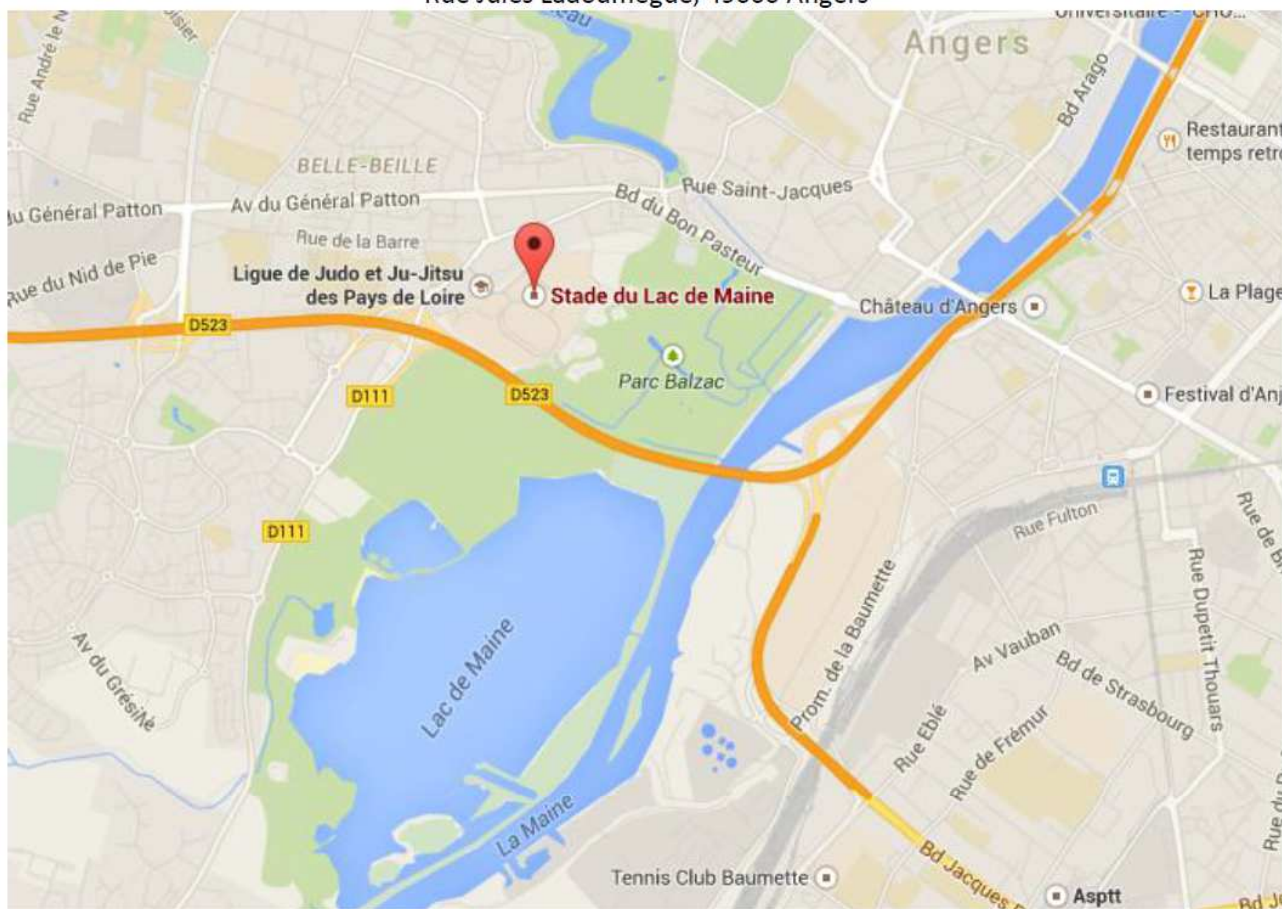 Rue Jules Ladoumègue, 49000 Angers
Angers
Bd Arago
Restaurant
temps retro
BELLE-BEILLE
Rue Saint-Jacques
Av du Général Patton
du Général Patton
Bd du Bon Pasteur
Rue de la Barre
Rue du Nid de Pie
Ligue de Judo et Ju-Jitsu
des Pays de Loire
Stade du Lac de Maine
Château d'Angers
La Plage
D523
Parc Balzac
D111
D523
Festival d'Anj
D111
Rue Fulton
Rue Dupetit Thouars
Prom. de la Baumette
Av Vauban
Bd de Strasbourg
Av du Grésillé
Lac de Maine
Rue Eblé
Rue de Frémur
La Maine
Tennis Club Baumette
Bd Jacques
Asptt